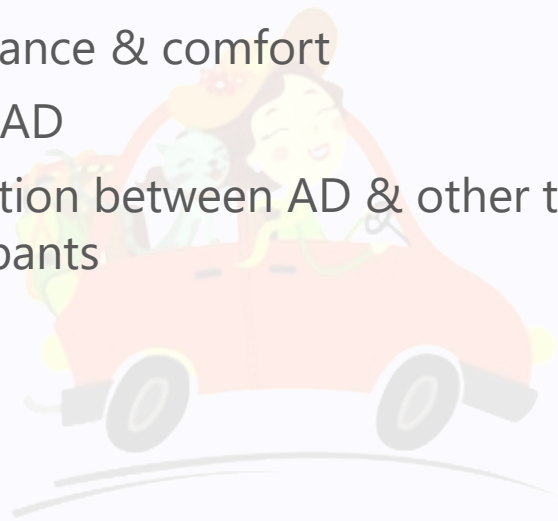 ance & comfort
AD
tion between AD & other t
pants